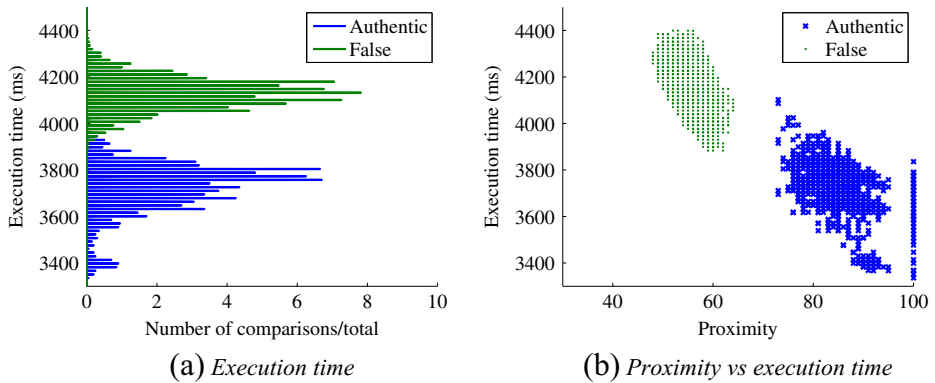 4400
4200
4000
3800
3600
3400
Execution time (ms)
Authentic
False
0 2 4 6 8 10
Number of comparisons/total
(a) Execution time
4400
4200
4000
3800
3600
3400
Execution time (ms)
Authentic
False
40 60 80 100
Proximity
(b) Proximity vs execution time